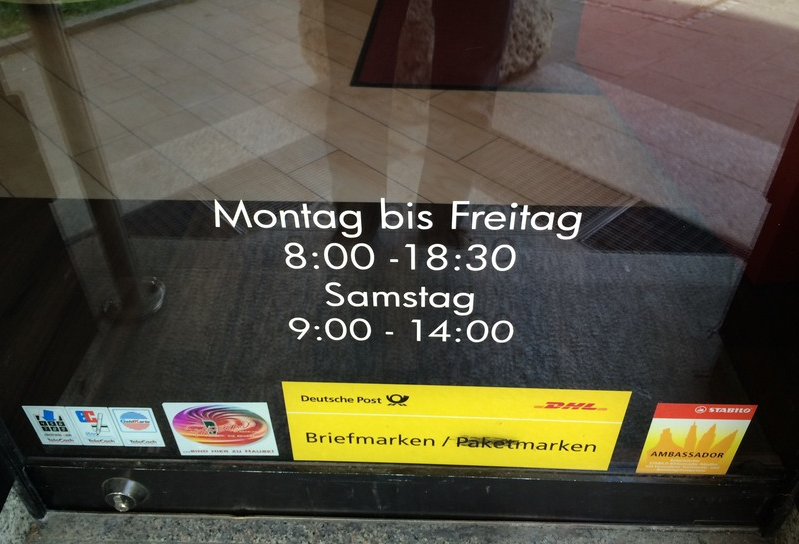 Montag bis Freitag
8:00 -18:30
Samstag
9:00 - 14:00
Deutsche Post DHL
Briefmarken / Paketmarken
STABILO
AMBASSADOR